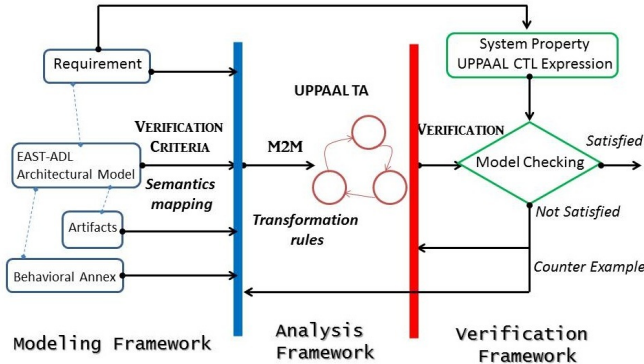 Requirement
System Property
UPPAAL CTL Expression
UPPAAL TA
VERIFICATION
CRITERIA
EAST-ADL
Architectural Model
M2M
VERIFICATION
Model Checking
Satisfied
Semantics
mapping
Transformation
rules
Not Satisfied
Artifacts
Behavioral Annex
Counter Example
Modeling Framework
Analysis
Framework
Verification
Framework